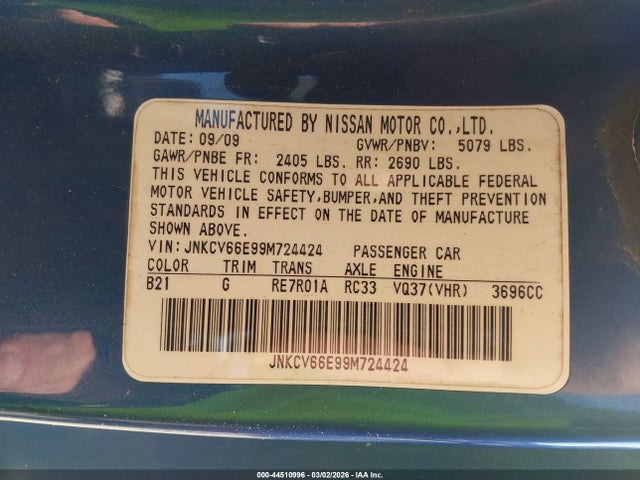 MANUFACTURED BY NISSAN MOTOR CO.,LTD.
DATE: 09/09 GVWR/PNBV: 5079 LBS.
GAWR/PNBE FR: 2405 LBS. RR: 2690 LBS.
THIS VEHICLE CONFORMS TO ALL APPLICABLE FEDERAL
MOTOR VEHICLE SAFETY,BUMPER,AND THEFT PREVENTION
STANDARDS IN EFFECT ON THE DATE OF MANUFACTURE
SHOWN ABOVE.
VIN:JNKCV66E99M724424 PASSENGER CAR
COLOR TRIM TRANS AXLE ENGINE
B21 G RE7R01A RC33 VQ37(VHR) 3696CC
JNKCV66E99M724424
000-44510996 - 03/02/2026 - IAA Inc.